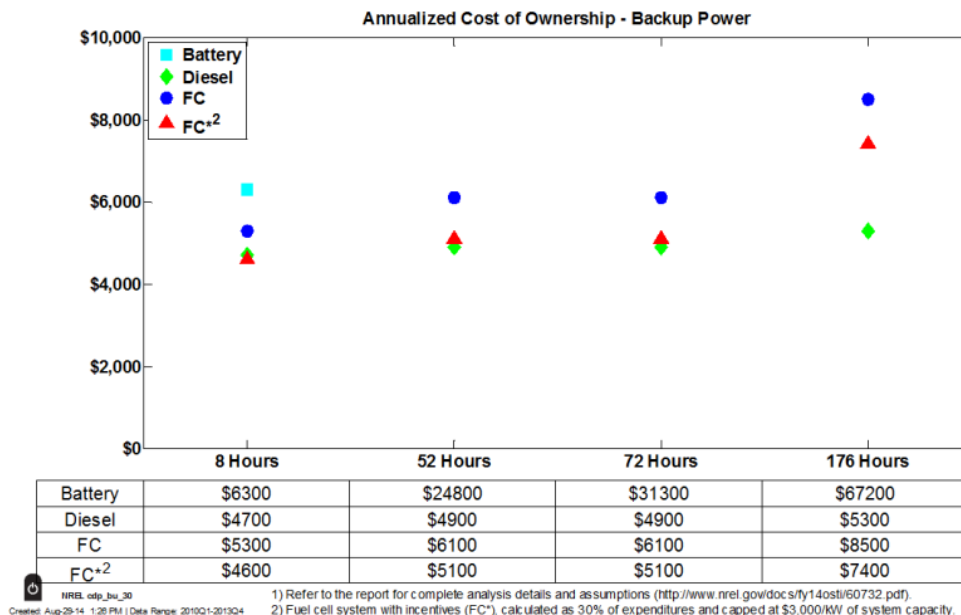 Annualized Cost of Ownership - Backup Power
$10,000
Battery
Diesel
FC
FC*2
$8,000
$6,000
$4,000
$2,000
$0
8 Hours 52 Hours 72 Hours 176 Hours
Battery $6300 $24800 $31300 $67200
Diesel $4700 $4900 $4900 $5300
FC $5300 $6100 $6100 $8500
FC*2 $4600 $5100 $5100 $7400
NREL cdp_bu_30
Created: Aug-29-14 1:26 PM | Data Range: 2010Q1-2013Q4
1) Refer to the report for complete analysis details and assumptions (http://www.nrel.gov/docs/fy14osti/60732.pdf).
2) Fuel cell system with incentives (FC*), calculated as 30% of expenditures and capped at $3,000/kW of system capacity.